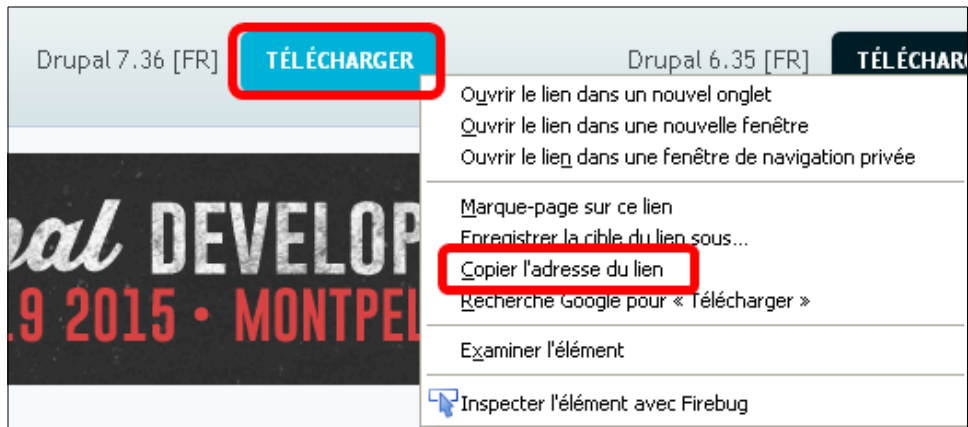 Drupal 7.36 [FR] TÉLÉCHARGER Drupal 6.35 [FR] TÉLÉCHAR
Ouvrir le lien dans un nouvel onglet
Ouvrir le lien dans une nouvelle fenêtre
Ouvrir le lien dans une fenêtre de navigation privée
Marque-page sur ce lien
Enregistrer la cible du lien sous...
Copier l'adresse du lien
Recherche Google pour « Télécharger »
Examiner l'élément
Inspecter l'élément avec Firebug
pal DEVELOP
.9 2015 • MONTPEL